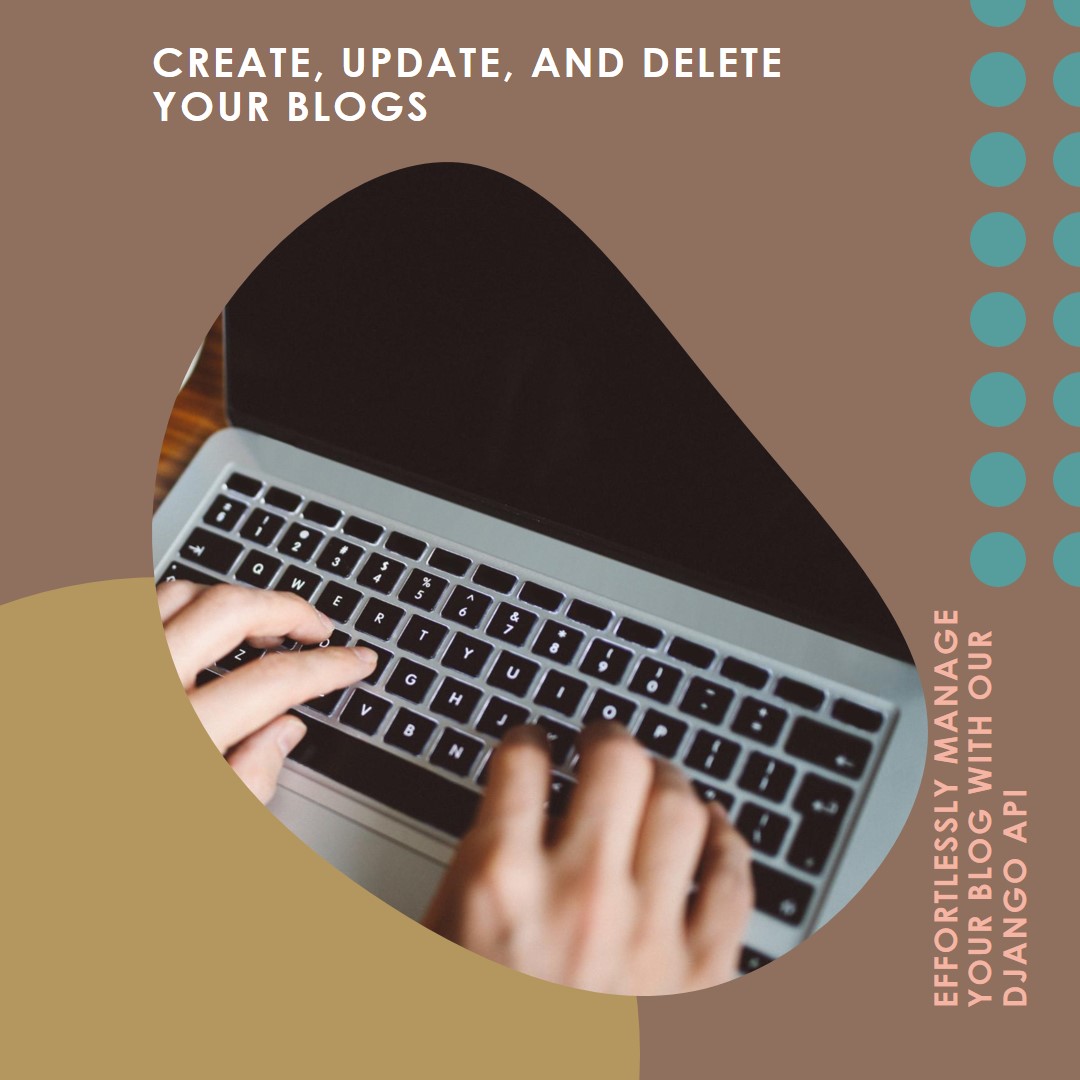 CREATE, UPDATE, AND DELETE
YOUR BLOGS
EFFORTLESSLY MANAGE
YOUR BLOG WITH OUR
DJANGO API